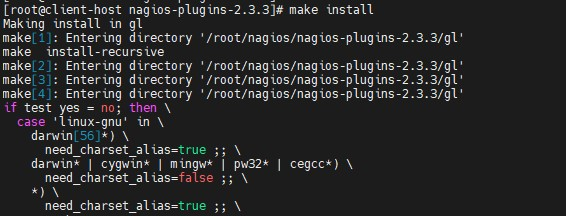 [root@client-host nagios-plugins-2.3.3]# make install
Making install in gl
make[1]: Entering directory '/root/nagios/nagios-plugins-2.3.3/gl'
make  install-recursive
make[2]: Entering directory '/root/nagios/nagios-plugins-2.3.3/gl'
make[3]: Entering directory '/root/nagios/nagios-plugins-2.3.3/gl'
make[4]: Entering directory '/root/nagios/nagios-plugins-2.3.3/gl'
if test yes = no; then \
  case 'linux-gnu' in \
    darwin[56]*) \
      need_charset_alias=true ;; \
    darwin* | cygwin* | mingw* | pw32* | cegcc*) \
      need_charset_alias=false ;; \
    *) \
      need_charset_alias=true ;; \